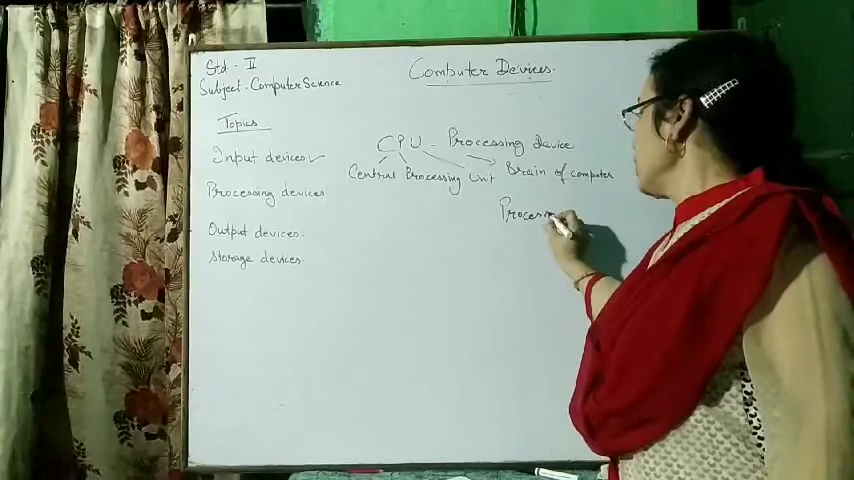 Std - II
Subject - Computer Science
Computer Devices.
Topics
Input devices ✓
Processing devices
Output devices.
Storage devices.
CPU - Processing Device
Central Processing Unit
Brain of computer
Process